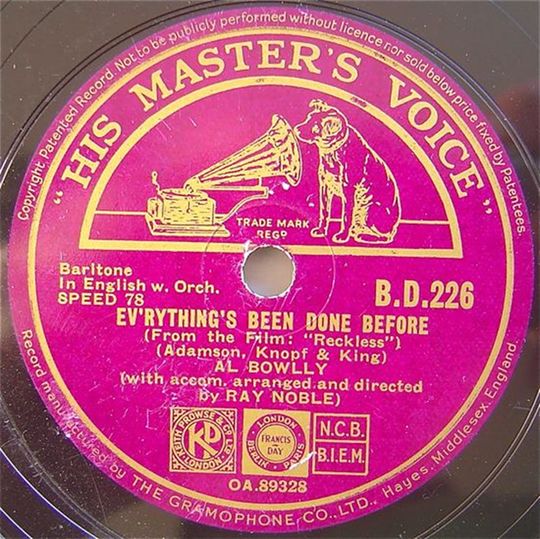 Copyright. Patented Record. Not to be publicly performed without licence nor sold below price fixed by Patentees.
"HIS MASTER'S VOICE"
TRADE MARK
REGD
Baritone
In English w. Orch.
SPEED 78
B.D.226
EV'RYTHING'S BEEN DONE BEFORE
(From the Film: "Reckless")
(Adamson, Knopf & King)
AL BOWLLY
(with accom. arranged and directed
by RAY NOBLE)
KEITH PROWSE & CO. LTD.
KP
LONDON.
LONDON
FRANCIS
DAY
BERLIN PARIS
N.C.B.
B.I.E.M.
OA.89328
Record manufactured by THE GRAMOPHONE CO., LTD., Hayes, Middlesex, England.